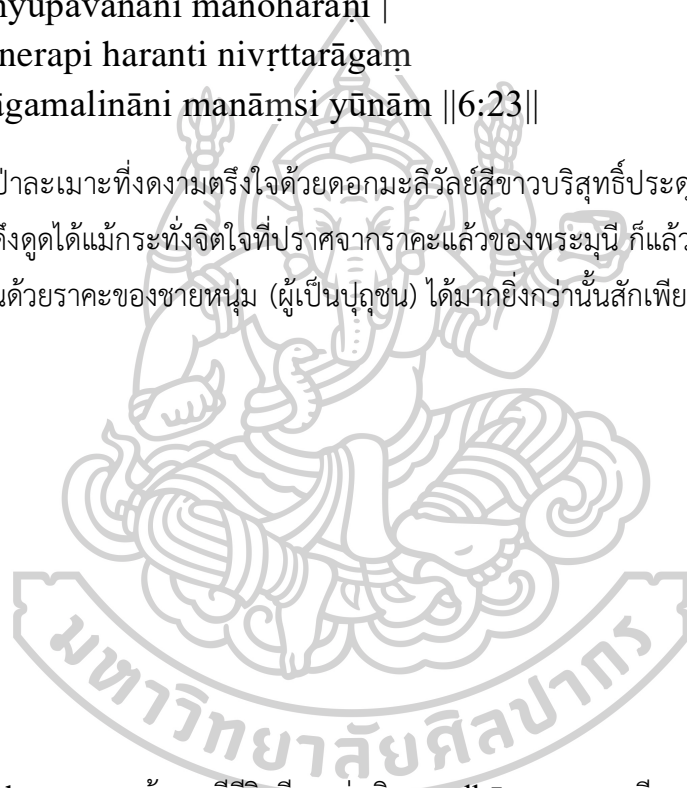 nyupavanāni manoharāṇi |
nerapi haranti nivṛttarāgaṃ
āgamalināni manāṃsi yūnām ||6:23||
ป่าละเมาะที่งดงามตรึงใจด้วยดอกมะลิวัลย์สีขาวบริสุทธิ์ประดุ
ดึงดูดได้แม้กระทั่งจิตใจที่ปราศจากราคะแล้วของพระมุนี ก็แล้ว
นด้วยราคะของชายหนุ่ม (ผู้เป็นปุถุชน) ได้มากยิ่งกว่านั้นสักเพีย
มหาวิทยาลัยศิลปากร